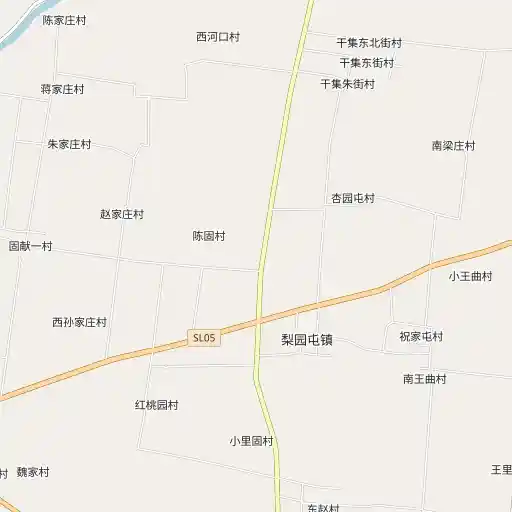 陈家庄村
西河口村
干集东北街村
干集东街村
干集朱街村
蒋家庄村
朱家庄村
南梁庄村
杏园屯村
赵家庄村
陈固村
固献一村
小王曲村
西孙家庄村
SL05
梨园屯镇
祝家屯村
南王曲村
红桃园村
小里固村
村
魏家村
王里
东赵村